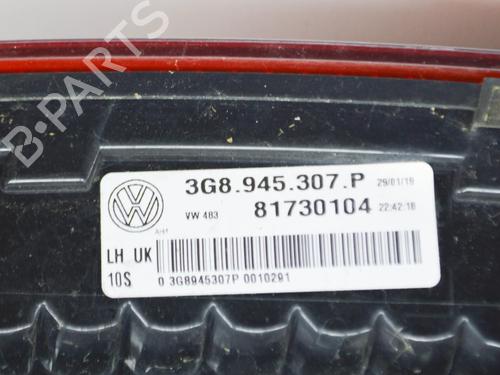 B-PARTS
3G8.945.307.P 29/01/19
VW 483 81730104 22:42:18
AHI
LH UK
10S 0 3G8945307P 0010291